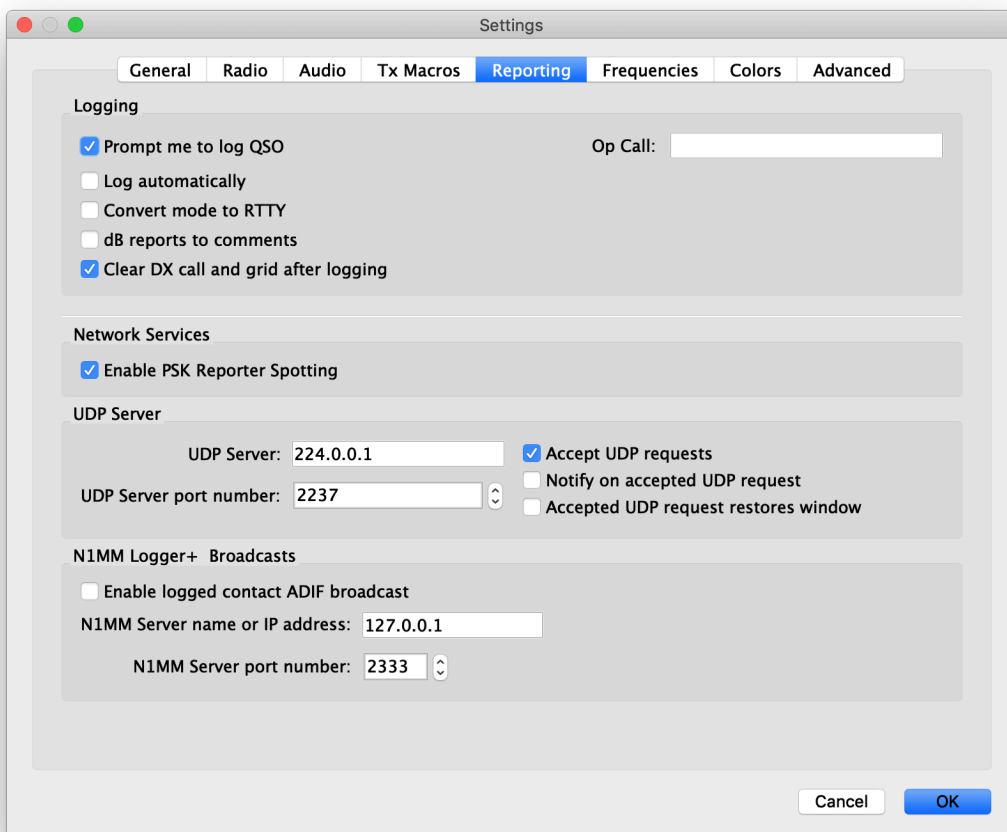 Settings
General Radio Audio Tx Macros Reporting Frequencies Colors Advanced
Logging
Prompt me to log QSO
Op Call:
Log automatically
Convert mode to RTTY
dB reports to comments
Clear DX call and grid after logging
Network Services
Enable PSK Reporter Spotting
UDP Server
UDP Server: 224.0.0.1
Accept UDP requests
Notify on accepted UDP request
UDP Server port number: 2237
Accepted UDP request restores window
N1MM Logger+ Broadcasts
Enable logged contact ADIF broadcast
N1MM Server name or IP address: 127.0.0.1
N1MM Server port number: 2333
Cancel OK